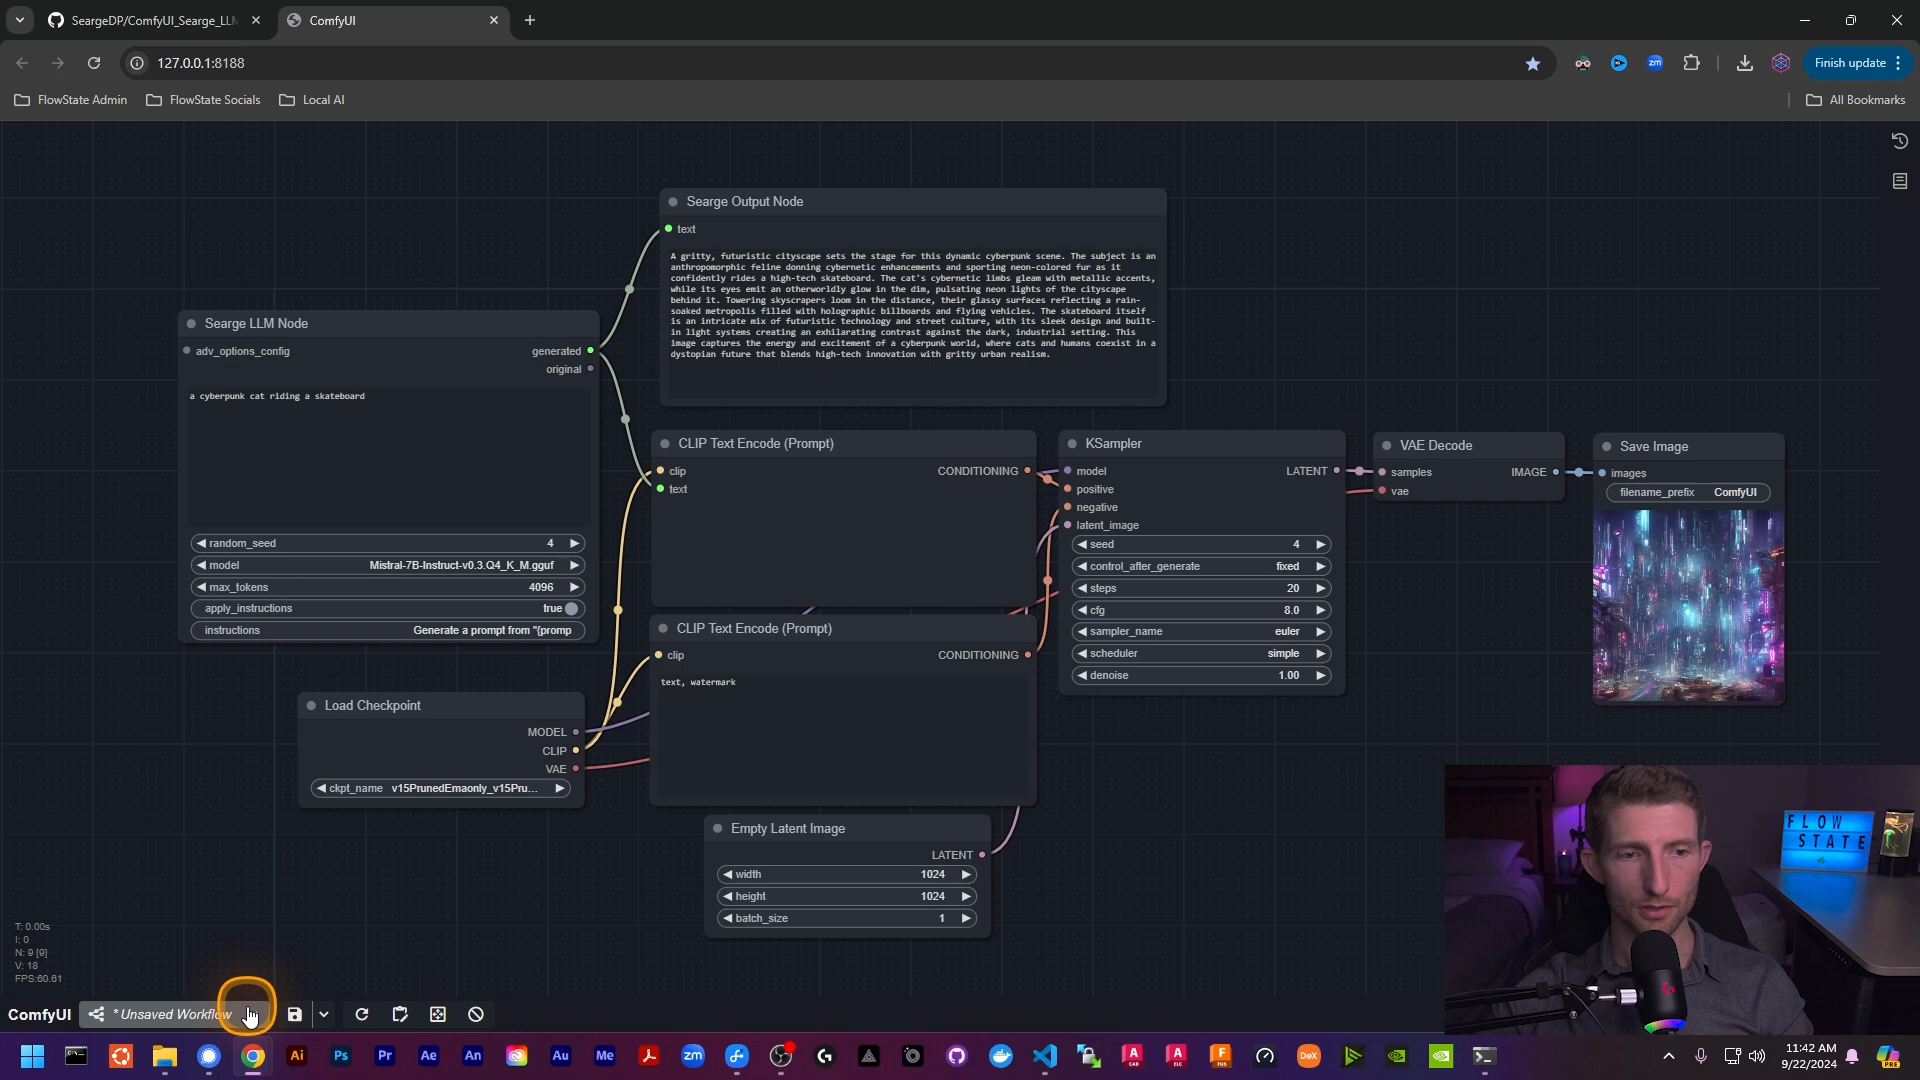 SeargeDP/ComfyUI_Searge_LLM
ComfyUI
127.0.0.1:8188
Finish update
FlowState Admin
FlowState Socials
Local AI
All Bookmarks
Searge Output Node
text
A gritty, futuristic cityscape sets the stage for this dynamic cyberpunk scene. The subject is an
anthropomorphic feline donning cybernetic enhancements and sporting neon-colored fur as it
confidently rides a high-tech skateboard. The cat's cybernetic limbs gleam with metallic accents,
while its eyes emit an otherworldly glow in the dim, pulsating neon lights of the cityscape
behind it. Towering skyscrapers loom in the distance, their glassy surfaces reflecting a rain-
soaked metropolis filled with holographic billboards and flying vehicles. The skateboard itself
is an intricate mix of futuristic technology and street culture, with its sleek design and built-
in light systems creating an exhilarating contrast against the dark, industrial setting. This
image captures the energy and excitement of a cyberpunk world, where cats and humans coexist in a
dystopian future that blends high-tech innovation with gritty urban realism.
Searge LLM Node
adv_options_config
generated
original
a cyberpunk cat riding a skateboard
random_seed 4
model Mistral-7B-Instruct-v0.3.Q4_K_M.gguf
max_tokens 4096
apply_instructions true
instructions Generate a prompt from "{promp
CLIP Text Encode (Prompt)
clip CONDITIONING
text
KSampler
model LATENT
positive
negative
latent_image
seed 4
control_after_generate fixed
steps 20
cfg 8.0
sampler_name euler
scheduler simple
denoise 1.00
VAE Decode
samples IMAGE
vae
Save Image
images
filename_prefix ComfyUI
CLIP Text Encode (Prompt)
clip CONDITIONING
text, watermark
Load Checkpoint
MODEL
CLIP
VAE
ckpt_name v15PrunedEmaonly_v15Pru...
Empty Latent Image
LATENT
width 1024
height 1024
batch_size 1
FLOW
STATE
T: 0.00s
I: 0
N: 9 [9]
V: 18
FPS:60.61
ComfyUI
*Unsaved Workflow
Ai
Ps
Pr
Ae
An
Au
Me
zm
DeX
11:42 AM
9/22/2024
PRE